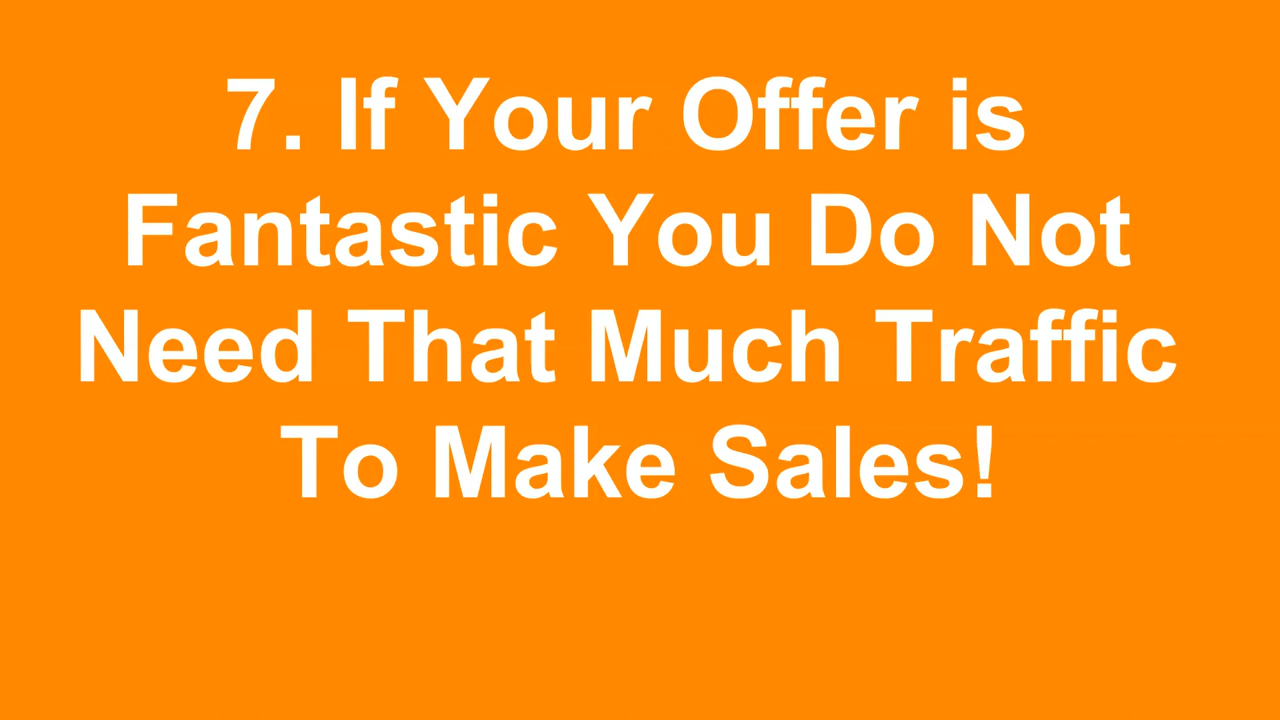 7. If Your Offer is
Fantastic You Do Not
Need That Much Traffic
To Make Sales!